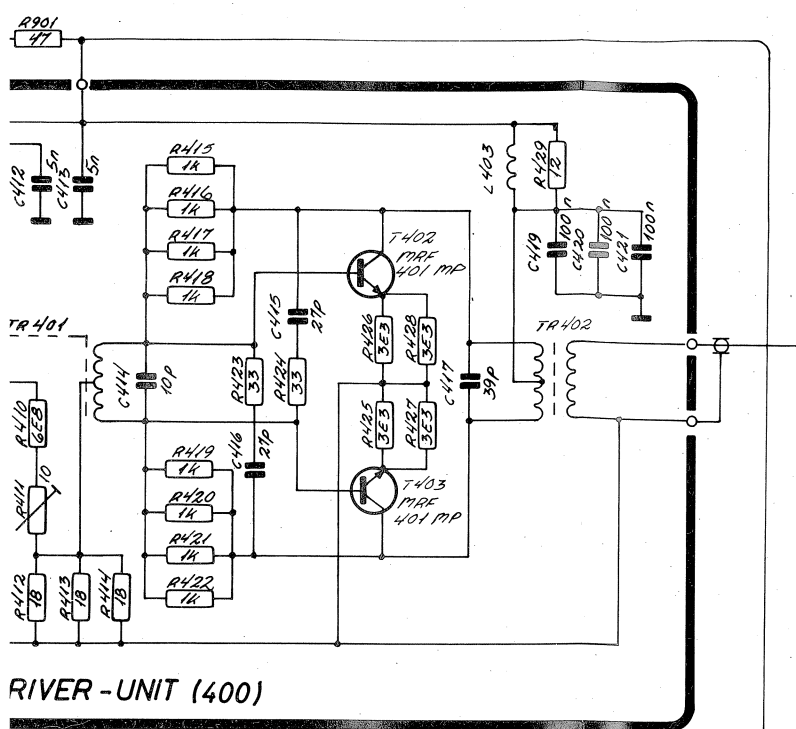 R901
47
C412
5n
C413
5n
R415
1K
R416
1K
R417
1K
R418
1K
L403
R429
12
C419
100n
C420
100n
C421
100n
T402
MRF
401 MP
TR401
C414
10P
R423
33
R424
33
C415
27P
C416
27P
R426
3E3
R428
3E3
R425
3E3
R427
3E3
C417
39P
TR402
R410
6E8
R411
10
R412
18
R413
18
R414
18
R419
1K
R420
1K
R421
1K
R422
1K
T403
MRF
401 MP
RIVER-UNIT (400)